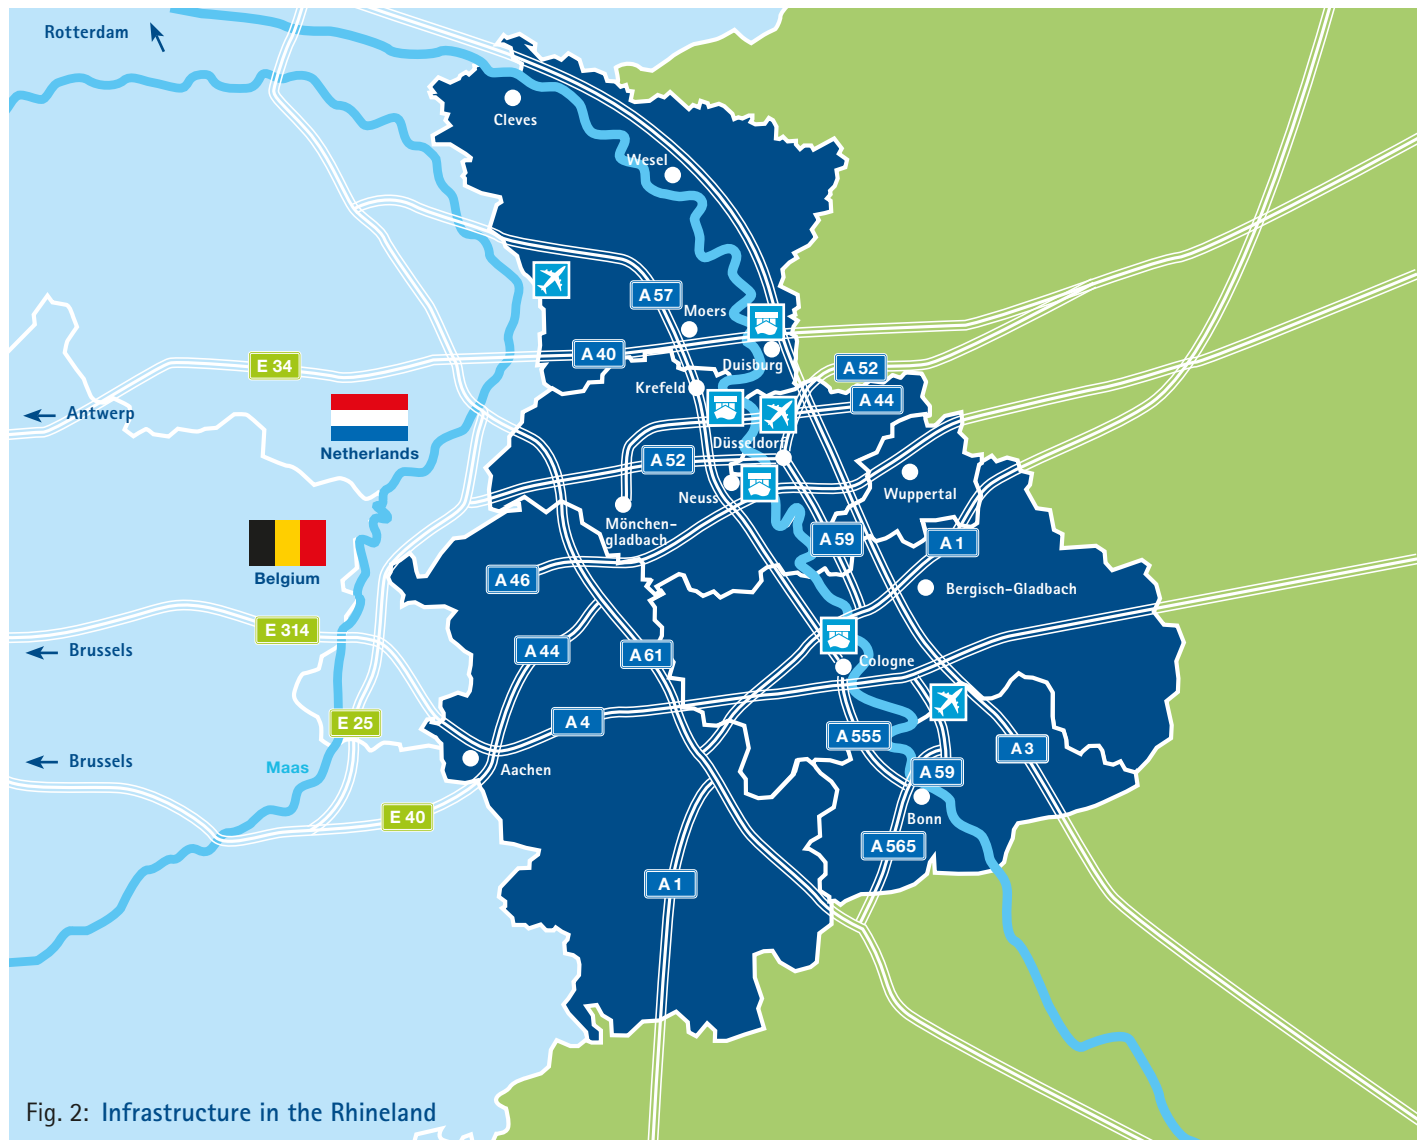 Rotterdam
Cleves
Wesel
A 57
Moers
A 40
E 34
Duisburg
A 52
Krefeld
A 44
Antwerp
Netherlands
Düsseldorf
A 52
Neuss
Wuppertal
Mönchen-
gladbach
A 59
A 1
Belgium
A 46
Bergisch-Gladbach
E 314
Brussels
A 44
A 61
Cologne
E 25
A 4
A 555
A 3
Brussels
Maas
Aachen
A 59
E 40
Bonn
A 565
A 1
Fig. 2: Infrastructure in the Rhineland